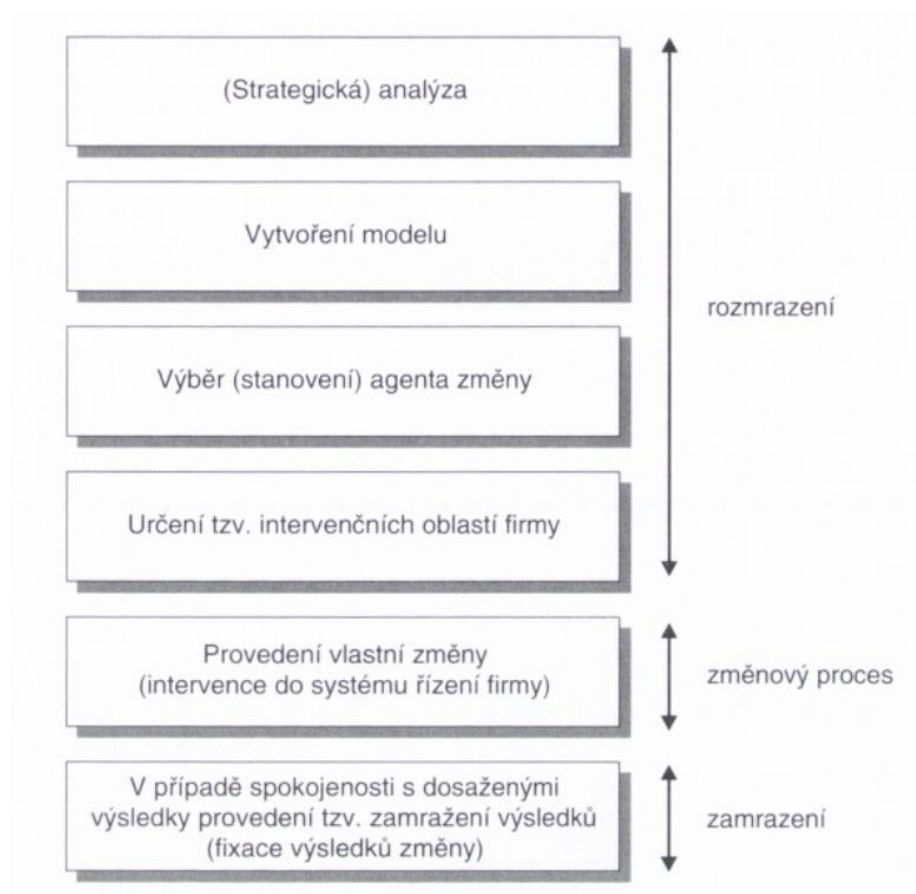 (Strategická) analýza
Vytvoření modelu
Výběr (stanovení) agenta změny
Určení tzv. intervenčních oblastí firmy
rozmrazení
Provedení vlastní změny
(intervence do systému řízení firmy)
změnový proces
V případě spokojenosti s dosaženými
výsledky provedení tzv. zamražení výsledků
(fixace výsledků změny)
zamrazení